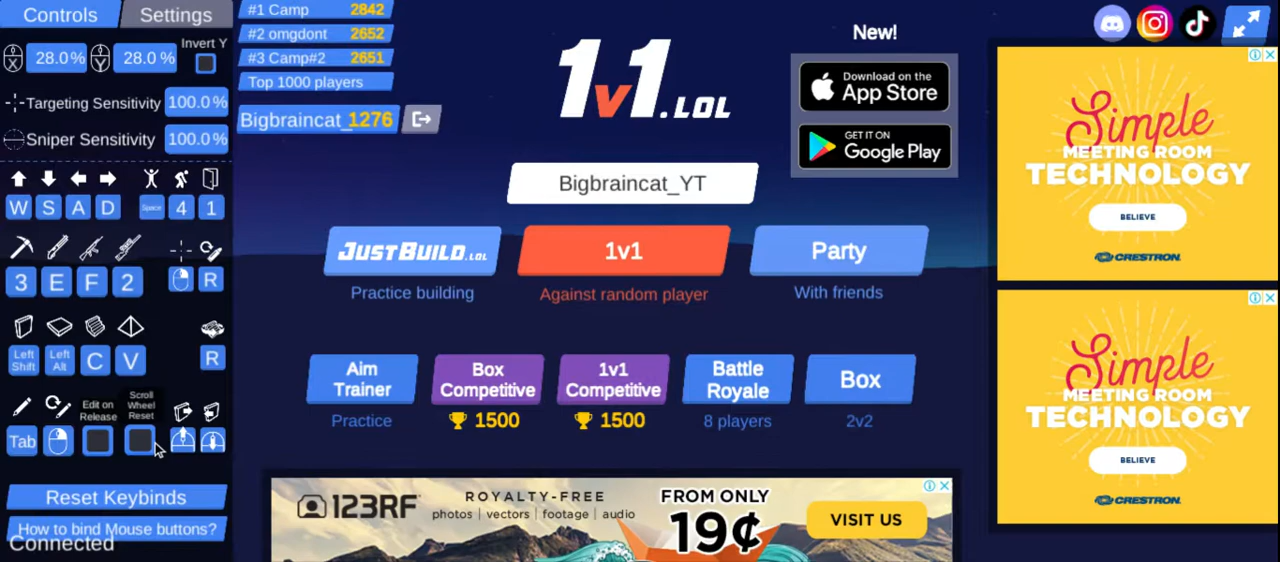 Controls
Settings
X 28.0 % Y 28.0 % Invert Y
Targeting Sensitivity 100.0 %
Sniper Sensitivity 100.0 %
W S A D Space 4 1
3 E F 2 R
Left Shift Left Alt C V R
Edit on Release
Scroll Wheel Reset
Tab
Reset Keybinds
How to bind Mouse buttons?
Connected
#1 Camp 2842
#2 omgdont 2652
#3 Camp#2 2651
Top 1000 players
Bigbraincat_ 1276
1v1.LOL
New!
Download on the
App Store
GET IT ON
Google Play
Bigbraincat_YT
JUSTBUILD.LOL
Practice building
1v1
Against random player
Party
With friends
Aim
Trainer
Practice
Box
Competitive
1500
1v1
Competitive
1500
Battle
Royale
8 players
Box
2v2
123RF
ROYALTY-FREE
photos | vectors | footage | audio
FROM ONLY
19¢
VISIT US
Simple
MEETING ROOM
TECHNOLOGY
BELIEVE
CRESTRON.
Simple
MEETING ROOM
TECHNOLOGY
BELIEVE
CRESTRON.